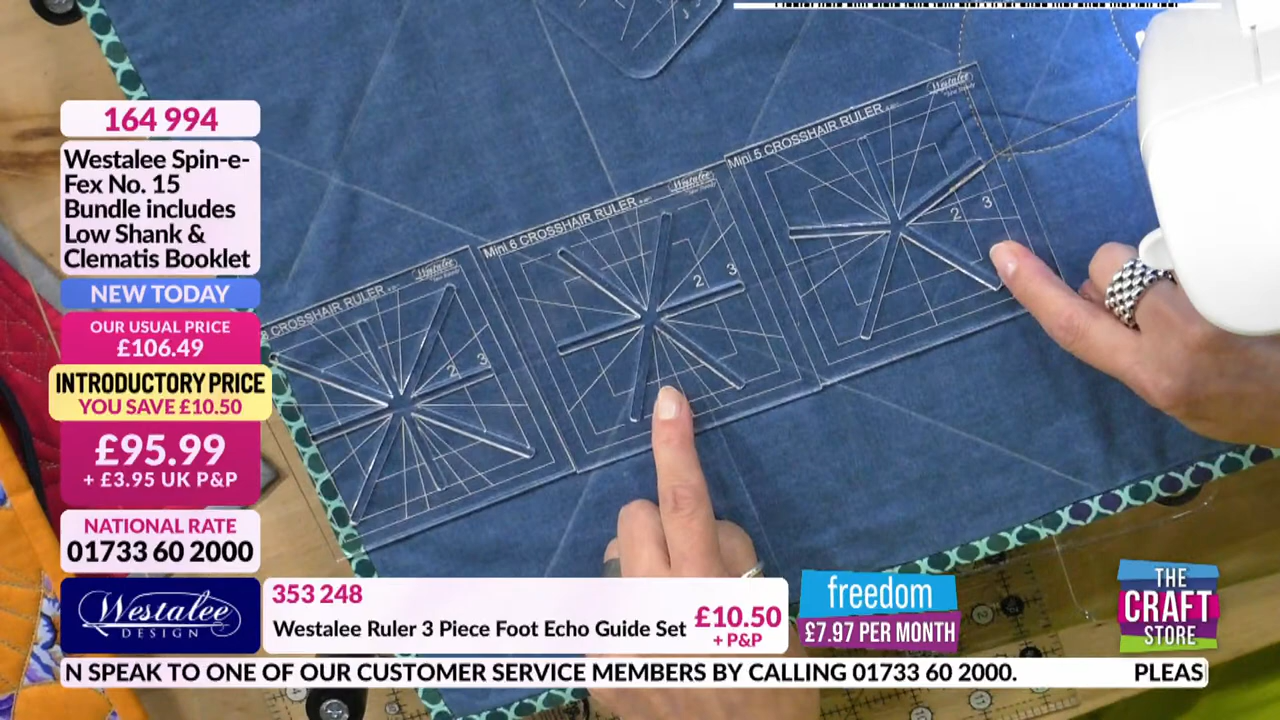 164 994
Westalee Spin-e-
Fex No. 15
Bundle includes
Low Shank &
Clematis Booklet
NEW TODAY
OUR USUAL PRICE
£106.49
INTRODUCTORY PRICE
YOU SAVE £10.50
£95.99
+ £3.95 UK P&P
NATIONAL RATE
01733 60 2000
Westalee
CROSSHAIR RULER
2 3
Westalee
Mini 6 CROSSHAIR RULER
2 3
Westalee
Mini 5 CROSSHAIR RULER
2 3
Westalee
DESIGN
353 248
Westalee Ruler 3 Piece Foot Echo Guide Set
£10.50
+ P&P
freedom
£7.97 PER MONTH
THE
CRAFT
STORE
N SPEAK TO ONE OF OUR CUSTOMER SERVICE MEMBERS BY CALLING 01733 60 2000. PLEAS